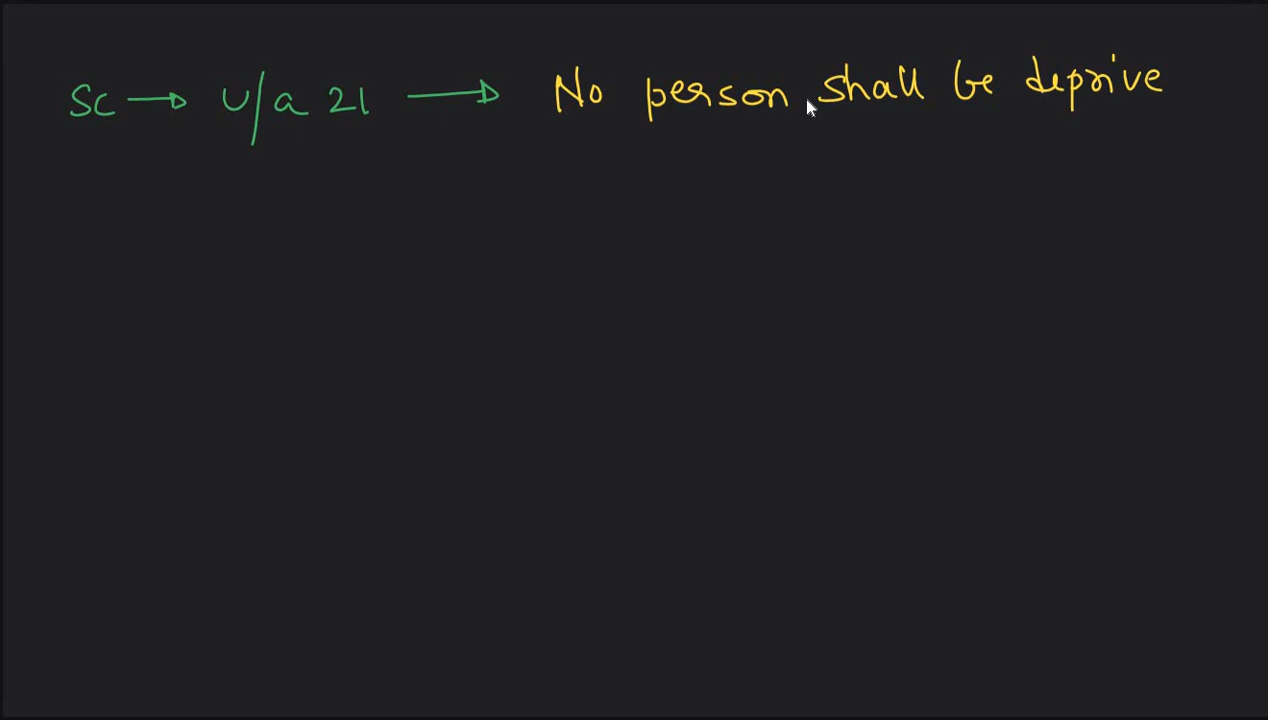 SC → U/a 21 → No person shall be deprive